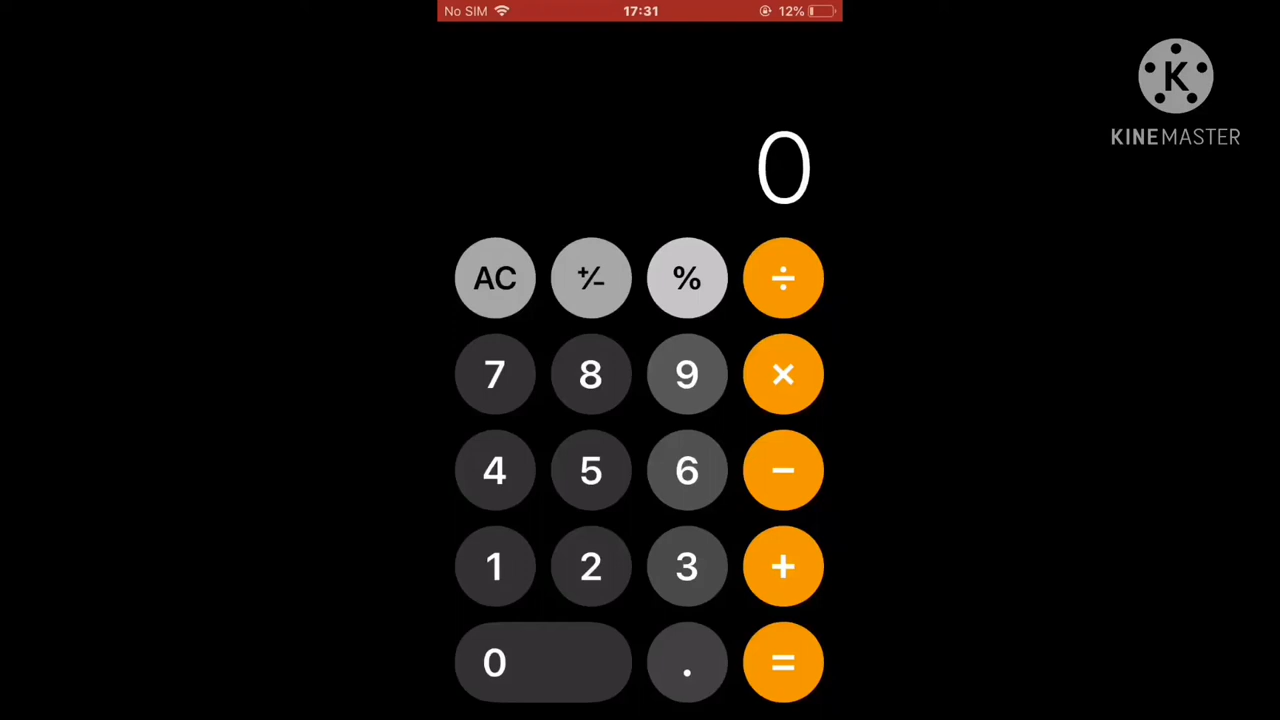 No SIM 17:31 12%
KINEMASTER
0
AC +/- % ÷
7 8 9 ×
4 5 6 −
1 2 3 +
0 . =